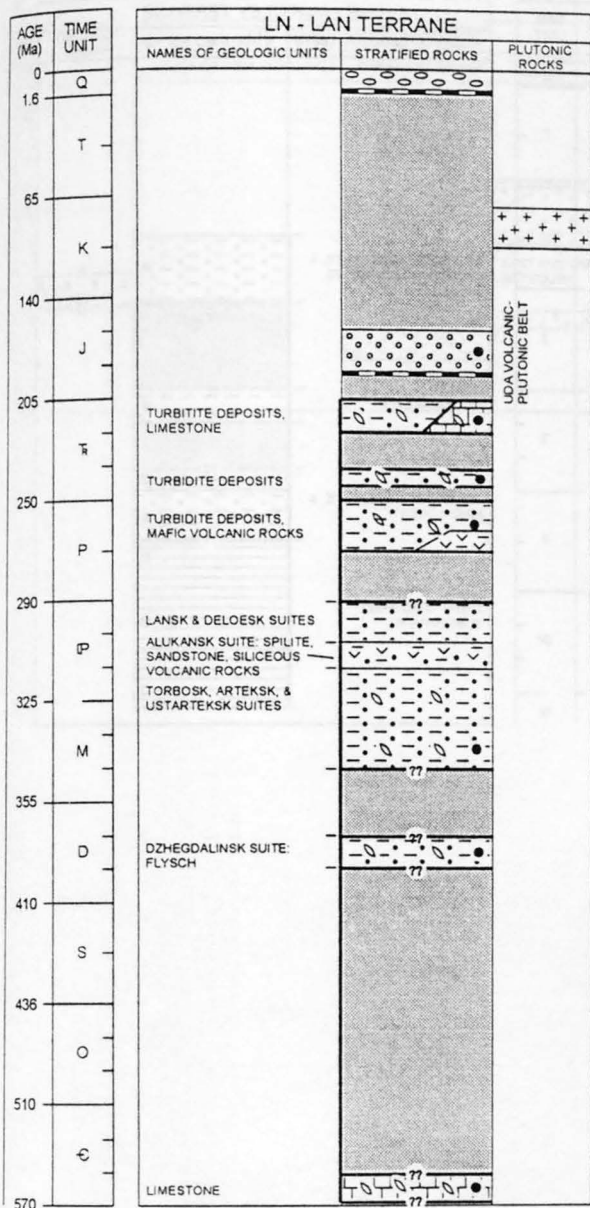 LN - LAN TERRANE
AGE (Ma)
TIME UNIT
NAMES OF GEOLOGIC UNITS
STRATIFIED ROCKS
PLUTONIC ROCKS
0
Q
1.6
T
65
K
140
J
UDA VOLCANIC-
PLUTONIC BELT
205
TURBITITE DEPOSITS,
LIMESTONE
Ꞧ
TURBIDITE DEPOSITS
250
TURBIDITE DEPOSITS,
MAFIC VOLCANIC ROCKS
P
290
??
LANSK & DELOESK SUITES
ALUKANSK SUITE: SPILITE,
SANDSTONE, SILICEOUS
VOLCANIC ROCKS
IP
TORBOSK, ARTEKSK, &
USTARTEKSK SUITES
325
M
??
355
??
D
DZHEGDALINSK SUITE:
FLYSCH
??
410
S
436
O
510
Є
??
LIMESTONE
570
??